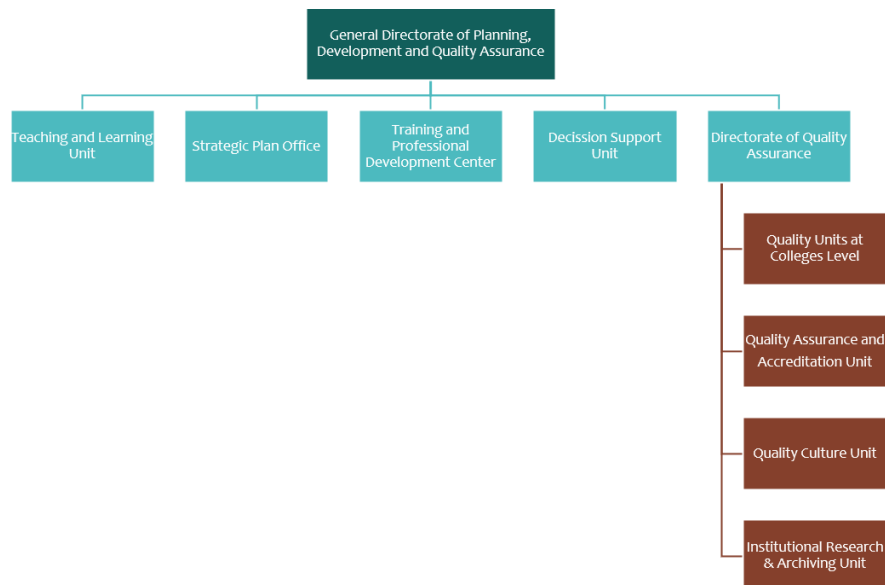 General Directorate of Planning,
Development and Quality Assurance
Teaching and Learning
Unit
Strategic Plan Office
Training and
Professional
Development Center
Decission Support
Unit
Directorate of Quality
Assurance
Quality Units at
Colleges Level
Quality Assurance and
Accreditation Unit
Quality Culture Unit
Institutional Research
& Archiving Unit